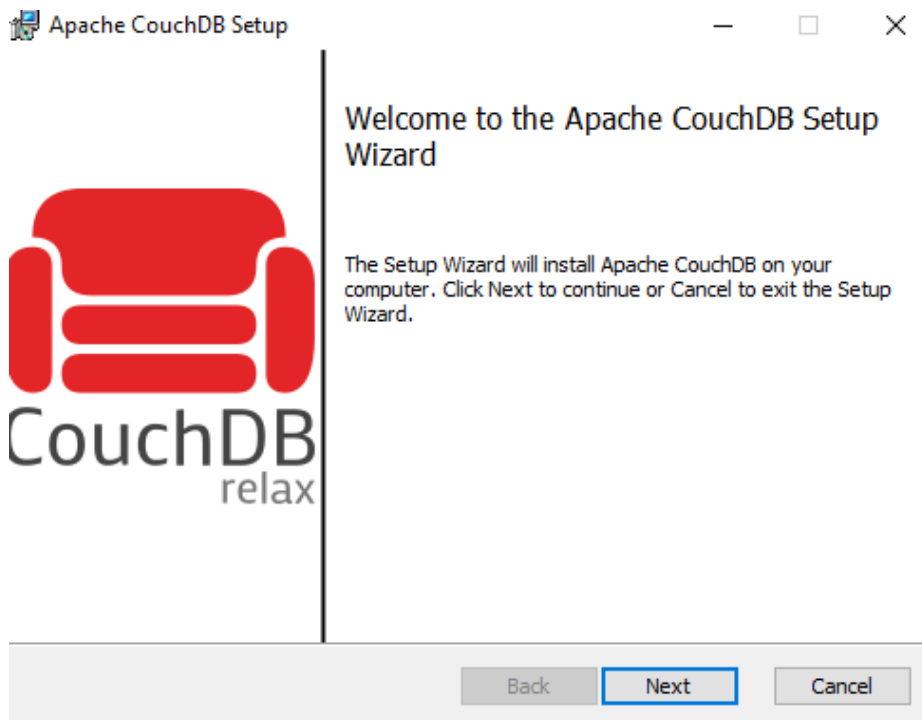 Apache CouchDB Setup
Welcome to the Apache CouchDB Setup
Wizard
The Setup Wizard will install Apache CouchDB on your
computer. Click Next to continue or Cancel to exit the Setup
Wizard.
CouchDB
relax
Back Next Cancel